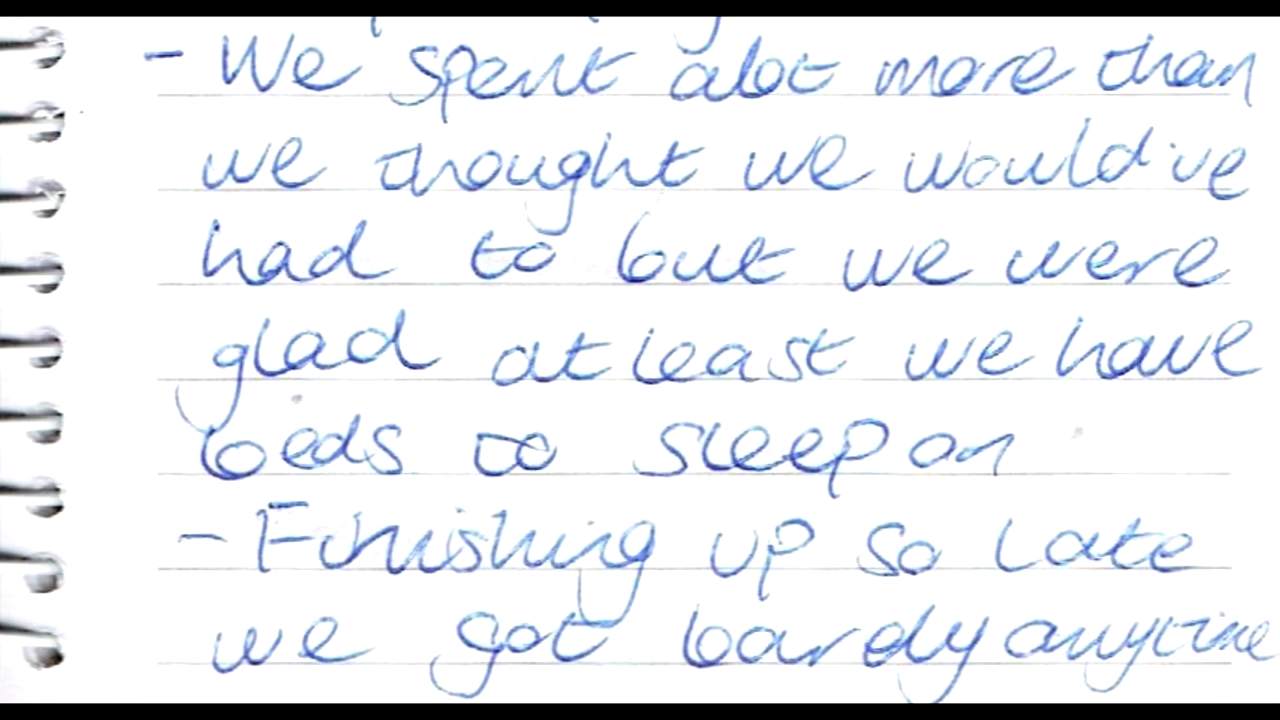 - We spent alot more than
we thought we would've
had to but we were
glad at least we have
beds to sleep on
- Finishing up so late
we got bardy anytime